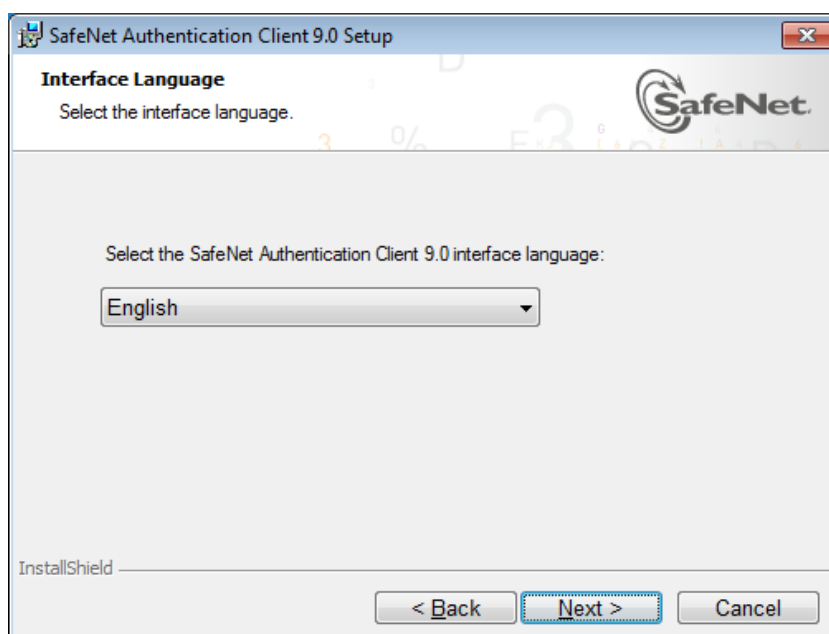 SafeNet Authentication Client 9.0 Setup
Interface Language
Select the interface language.
SafeNet.
Select the SafeNet Authentication Client 9.0 interface language:
English
InstallShield
< Back
Next >
Cancel